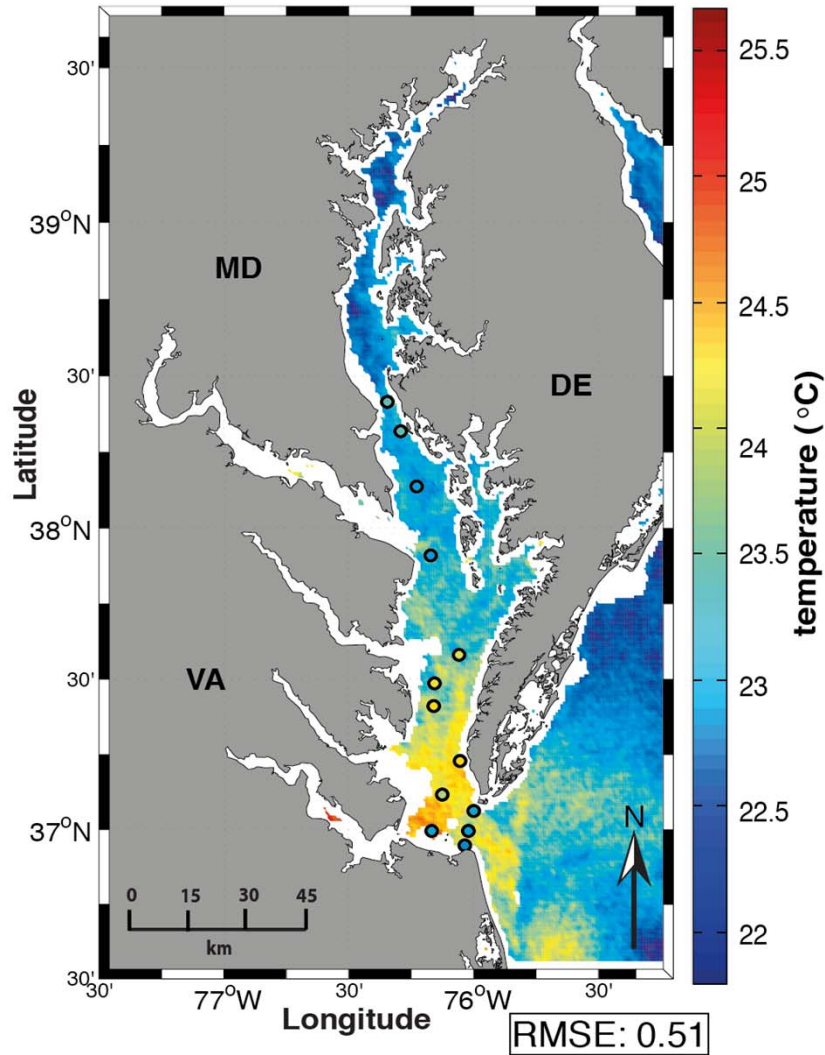 30'
39°N
30'
38°N
30'
37°N
30'
Latitude
MD
DE
VA
N
0 15 30 45
km
30' 77°W 30' 76°W 30'
Longitude
RMSE: 0.51
25.5
25
24.5
24
23.5
23
22.5
22
temperature (°C)